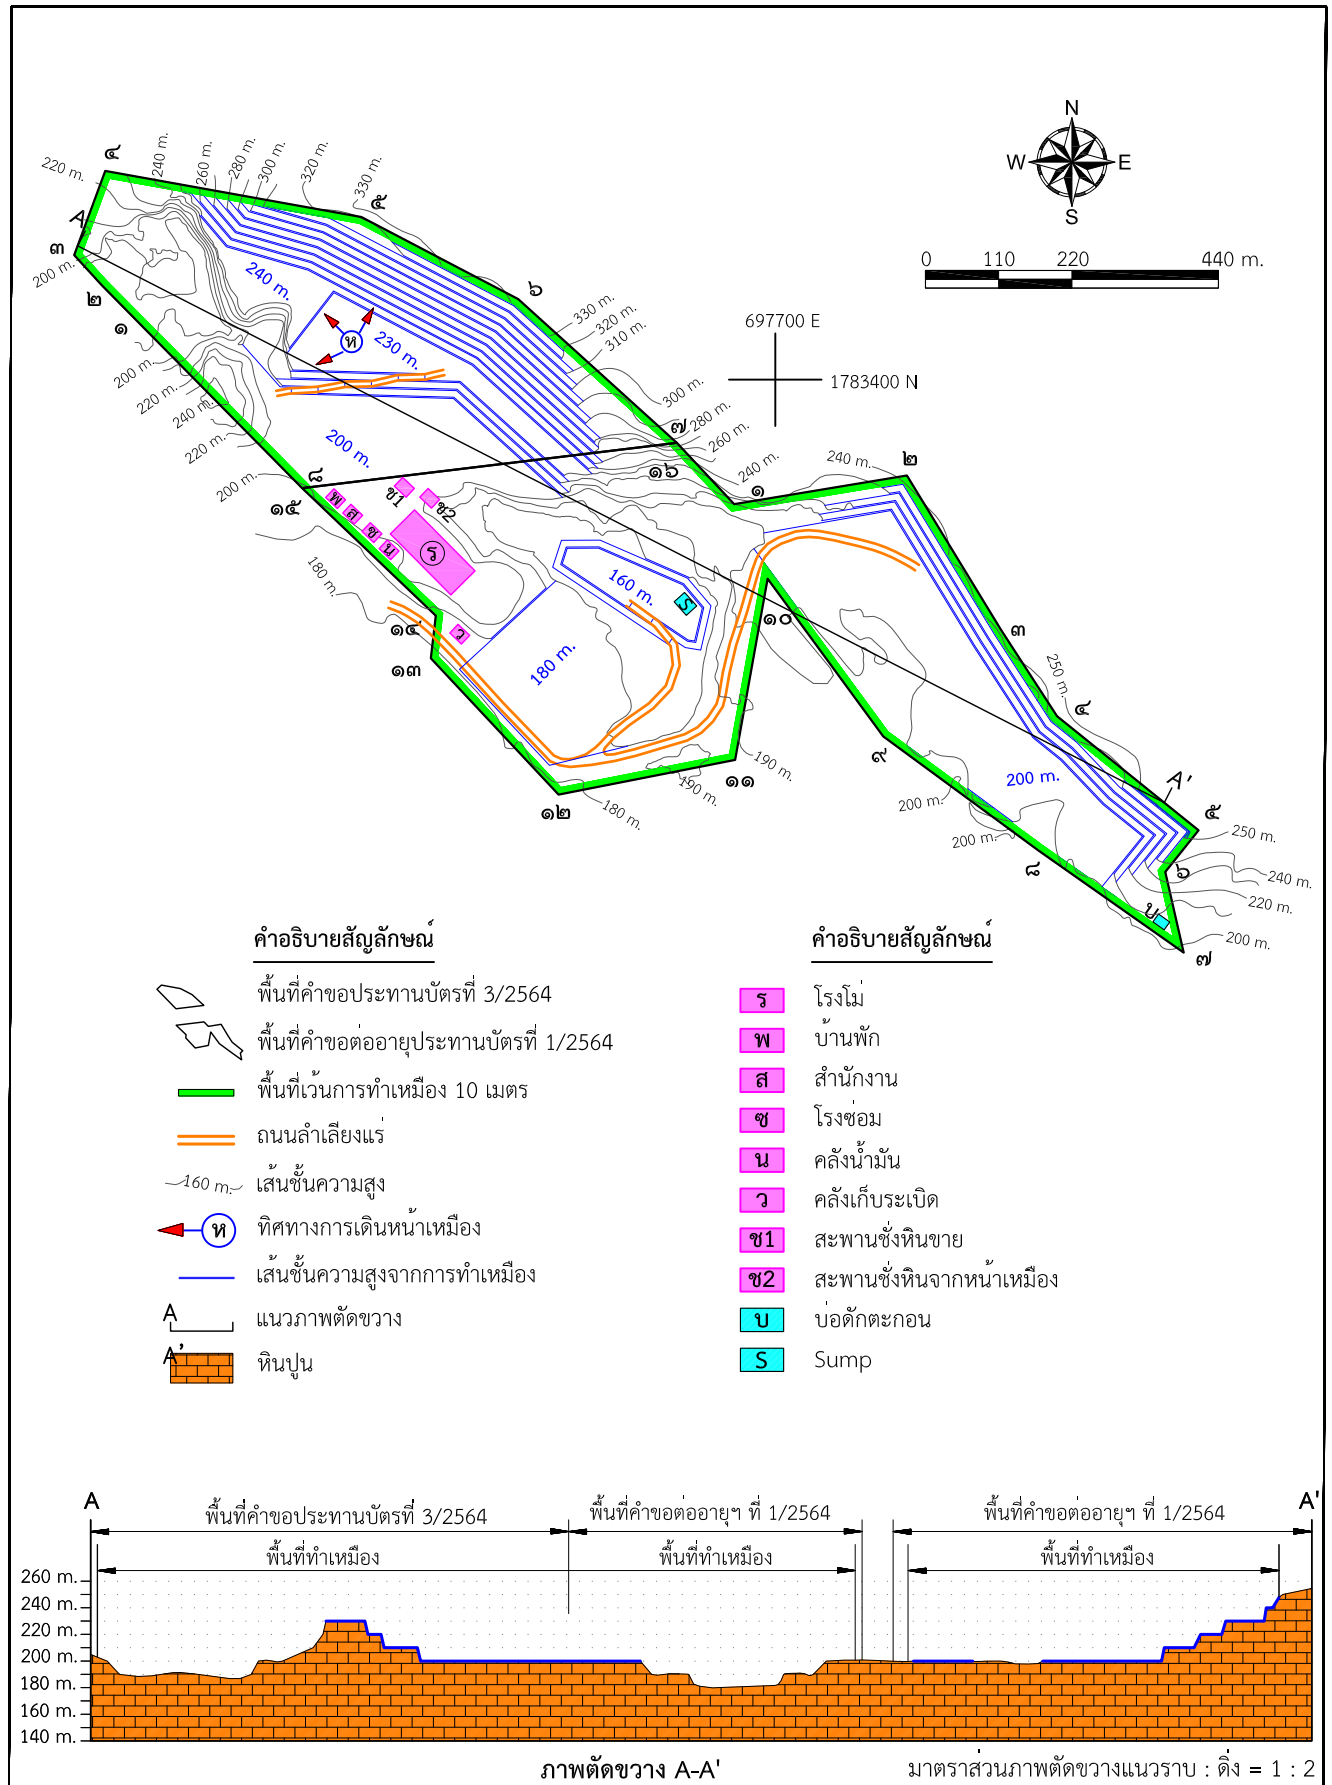 N
W E
S
0 110 220 440 m.
697700 E
1783400 N
220 m.
๔
240 m.
260 m.
280 m.
300 m.
320 m.
330 m.
๕
A
๓
200 m.
๒
๑
240 m.
ห
230 m.
๖
330 m.
320 m.
310 m.
300 m.
280 m.
260 m.
240 m.
๗
๑๖
200 m.
220 m.
240 m.
220 m.
200 m.
200 m.
๘
๑๕
พ
ส
ซ
น
ช1
ช2
ร
ว
180 m.
๑๔
๑๓
160 m.
S
180 m.
๑
240 m.
๒
๓
250 m.
๔
๑๐
๑๑
190 m.
190 m.
180 m.
๑๒
๙
200 m.
200 m.
200 m.
๘
A'
๕
250 m.
๖
240 m.
220 m.
บ
200 m.
๗
คำอธิบายสัญลักษณ์
พื้นที่คำขอประทานบัตรที่ 3/2564
พื้นที่คำขอต่ออายุประทานบัตรที่ 1/2564
พื้นที่เว้นการทำเหมือง 10 เมตร
ถนนลำเลียงแร่
160 m. เส้นชั้นความสูง
ห ทิศทางการเดินหน้าเหมือง
เส้นชั้นความสูงจากการทำเหมือง
A A' แนวภาพตัดขวาง
หินปูน
คำอธิบายสัญลักษณ์
ร โรงโม่
พ บ้านพัก
ส สำนักงาน
ซ โรงซ่อม
น คลังน้ำมัน
ว คลังเก็บระเบิด
ช1 สะพานชั่งหินขาย
ช2 สะพานชั่งหินจากหน้าเหมือง
บ บ่อดักตะกอน
S Sump
A A'
พื้นที่คำขอประทานบัตรที่ 3/2564 พื้นที่คำขอต่ออายุฯ ที่ 1/2564 พื้นที่คำขอต่ออายุฯ ที่ 1/2564
พื้นที่ทำเหมือง พื้นที่ทำเหมือง พื้นที่ทำเหมือง
260 m.
240 m.
220 m.
200 m.
180 m.
160 m.
140 m.
ภาพตัดขวาง A-A'
มาตราส่วนภาพตัดขวางแนวราบ : ดิ่ง = 1 : 2